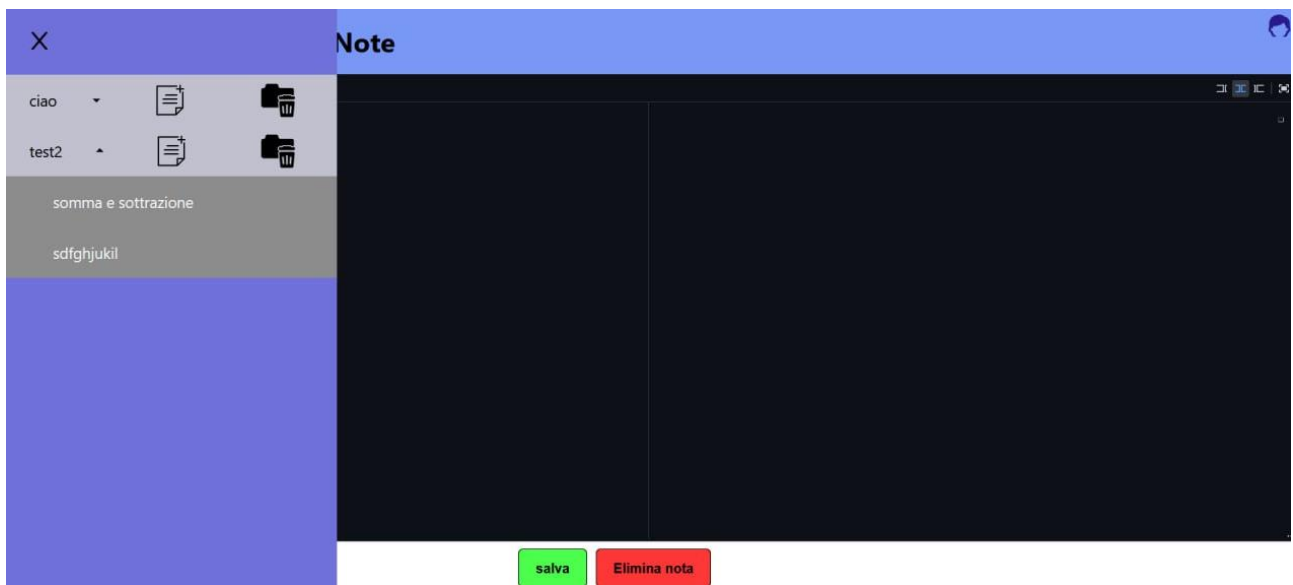 X
Note
ciao
test2
somma e sottrazione
sdfghjukil
salva
Elimina nota